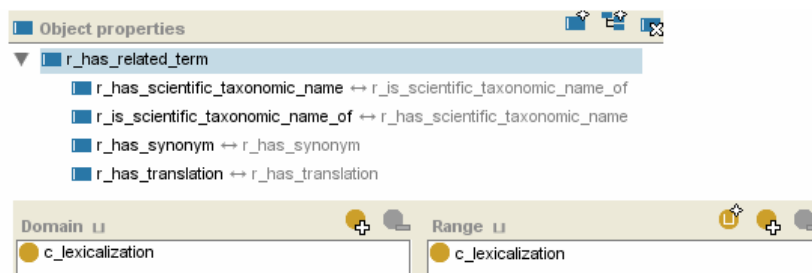 Object properties
r_has_related_term
r_has_scientific_taxonomic_name ↔ r_is_scientific_taxonomic_name_of
r_is_scientific_taxonomic_name_of ↔ r_has_scientific_taxonomic_name
r_has_synonym ↔ r_has_synonym
r_has_translation ↔ r_has_translation
Domain ⊔ Range ⊔
c_lexicalization c_lexicalization